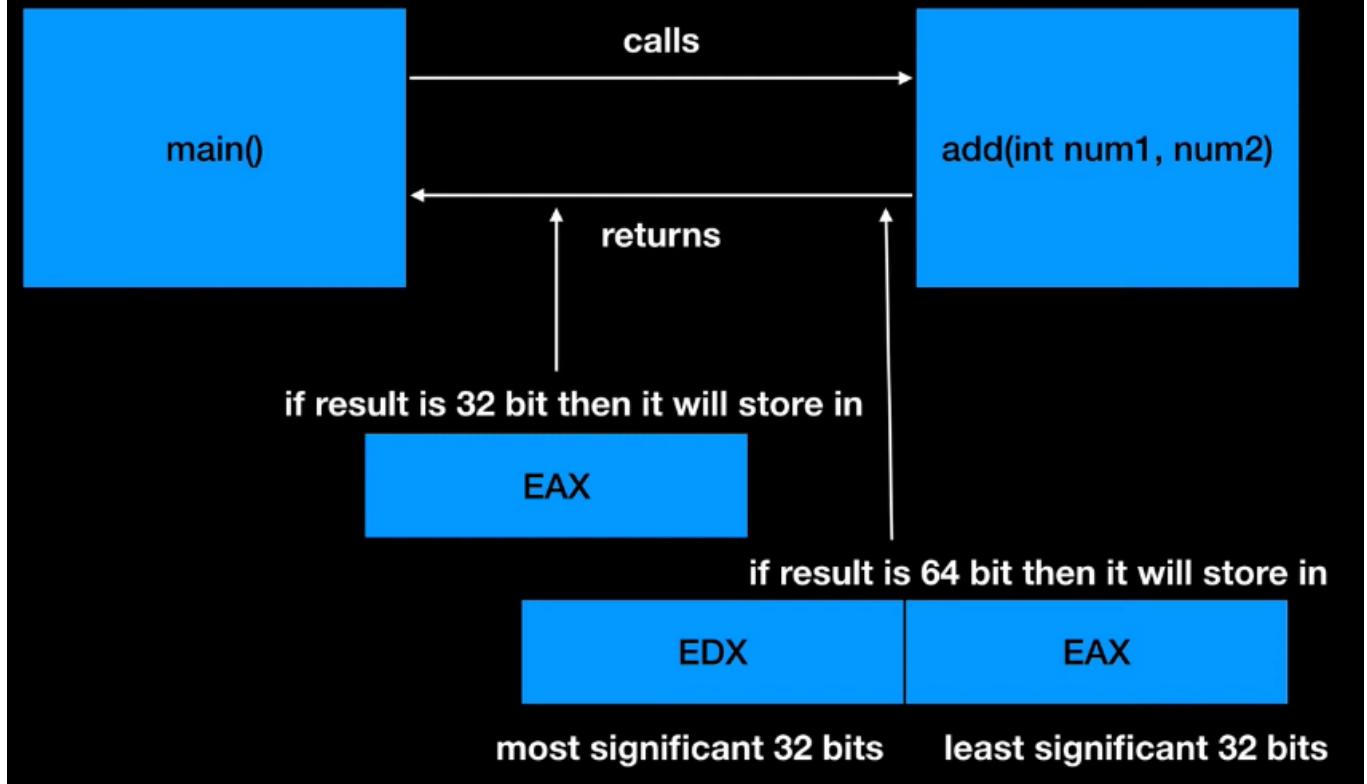 calls
main()
add(int num1, num2)
returns
if result is 32 bit then it will store in
EAX
if result is 64 bit then it will store in
EDX
EAX
most significant 32 bits
least significant 32 bits